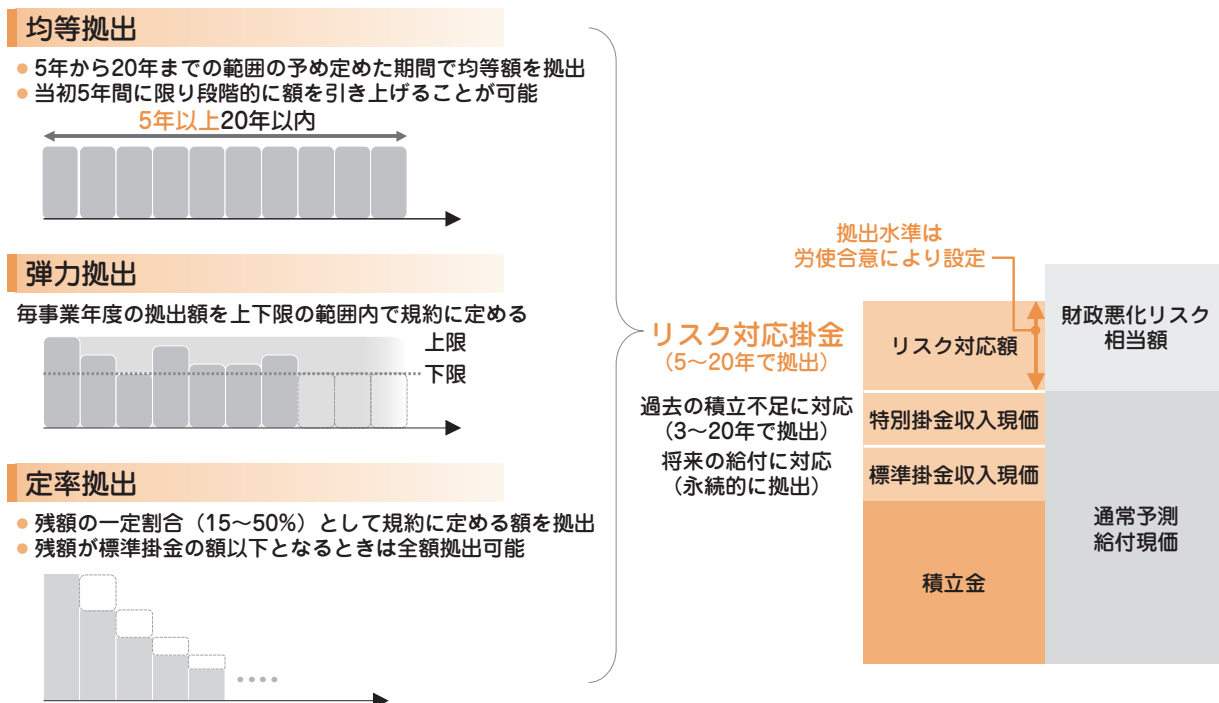 均等拠出
● 5年から20年までの範囲の予め定めた期間で均等額を拠出
● 当初5年間に限り段階的に額を引き上げることが可能
5年以上20年以内
弾力拠出
毎事業年度の拠出額を上下限の範囲内で規約に定める
上限
下限
定率拠出
● 残額の一定割合（15〜50%）として規約に定める額を拠出
● 残額が標準掛金の額以下となるときは全額拠出可能
リスク対応掛金
（5〜20年で拠出）
過去の積立不足に対応
（3〜20年で拠出）
将来の給付に対応
（永続的に拠出）
拠出水準は
労使合意により設定
リスク対応額
特別掛金収入現価
標準掛金収入現価
積立金
財政悪化リスク
相当額
通常予測
給付現価